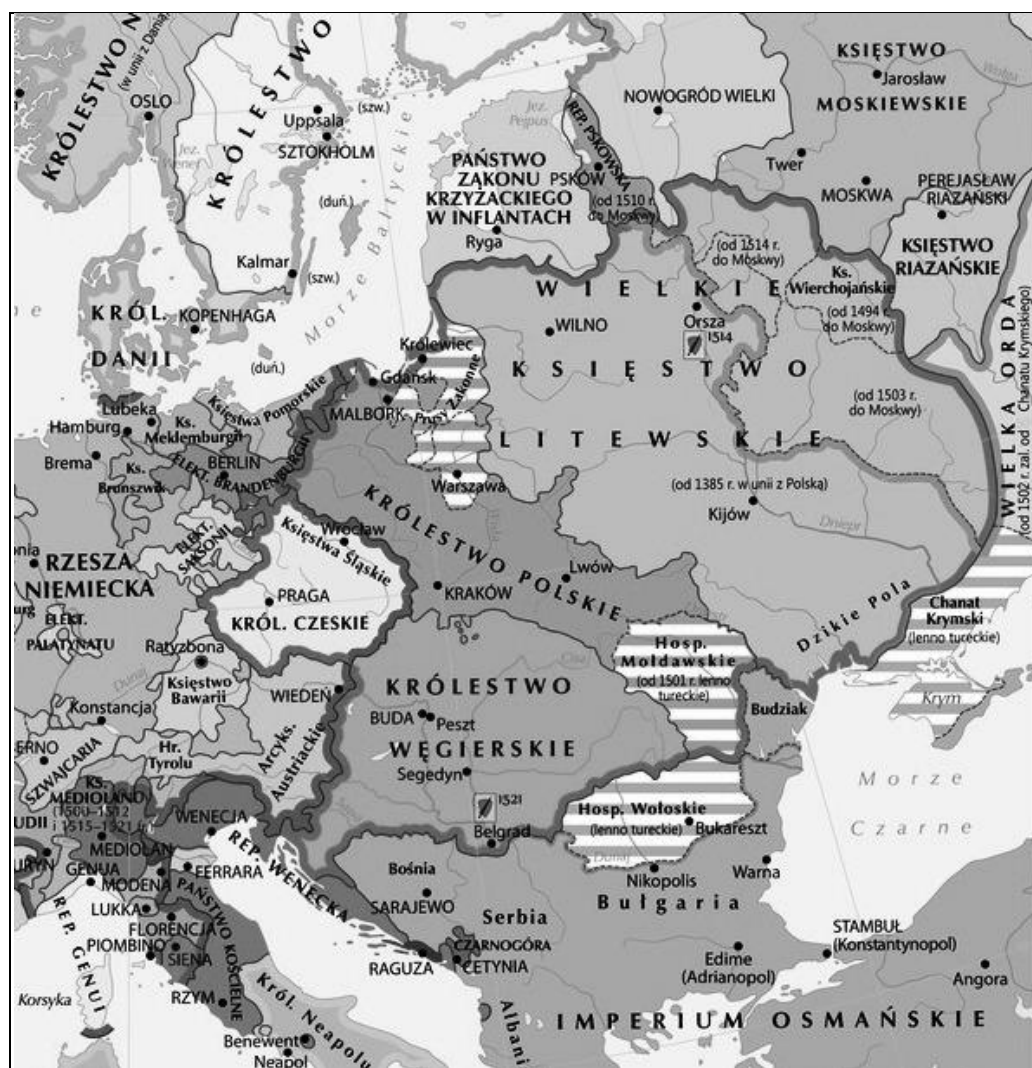 KRÓLESTWO N
(w unii z Danią,
OSLO
Jez. Wener
KRÓLESTWO
Uppsala
(szw.)
SZTOKHOLM
(duń.)
Kalmar
(szw.)
Morze Bałtyckie
Jez. Pejpus
REP. PSKOWSKA
PSKÓW
(od 1510 r.
do Moskwy)
NOWOGRÓD WIELKI
KSIĘSTWO
MOSKIEWSKIE
Jarosław
Wołga
Twer
MOSKWA
PEREJASŁAW
RIAZAŃSKI
KSIĘSTWO
RIAZAŃSKIE
PAŃSTWO
ZAKONU
KRZYŻACKIEGO
W INFLANTACH
Ryga
(od 1514 r.
do Moskwy)
Ks.
Wierchojańskie
(od 1494 r.
do Moskwy)
WIELKIE
KSIĘSTWO
LITEWSKIE
WILNO
Orsza
1514
(od 1503 r.
do Moskwy)
WIELKA ORDA
(od 1502 r. zal. od Chanatu Krymskiego)
KRÓL.
DANII
KOPENHAGA
(duń.)
Królewiec
Gdańsk
MALBORK
Prusy Zakonne
Lubeka
Hamburg
Brema
Ks.
Meklemburgii
Księstwa Pomorskie
Ks.
Brunszwik
ELEKT. BRANDENBURGII
BERLIN
Warszawa
(od 1385 r. w unii z Polską)
Kijów
Dniepr
ELEKT.
SAKSONII
Księstwa Śląskie
Wrocław
KRÓLESTWO POLSKIE
Lwów
KRAKÓW
RZESZA
NIEMIECKA
PRAGA
KRÓL. CZESKIE
ELEKT.
PALATYNATU
Ratyzbona
Dunaj
Księstwo
Bawarii
WIEDEŃ
Arcyks.
Austriackie
Konstancja
SZWAJCARIA
Hr.
Tyrolu
KRÓLESTWO
WĘGIERSKIE
BUDA
Peszt
Segedyn
Cisa
1521
Belgrad
Hosp.
Mołdawskie
(od 1501 r. lenno
tureckie)
Dzikie Pola
Budziak
Chanat
Krymski
(lenno tureckie)
Krym
Morze
Czarne
Ks.
MEDIOLANU
(1500–1512
i 1515–1521
MEDIOLAN
WENECJA
GENUA
MODENA
FERRARA
REP. WENECKA
Hosp. Wołoskie
(lenno tureckie)
Bukareszt
Dunaj
Nikopolis
Warna
Bułgaria
Bośnia
SARAJEWO
Serbia
CZARNOGÓRA
CETYNIA
RAGUZA
LUKKA
FLORENCJA
PIOMBINO
SIENA
PAŃSTWO KOŚCIELNE
REP. GENUI
Korsyka
RZYM
Król. Neapolu
Benewent
Neapol
Albani
Edirne
(Adrianopol)
STAMBUŁ
(Konstantynopol)
Angora
IMPERIUM OSMAŃSKIE